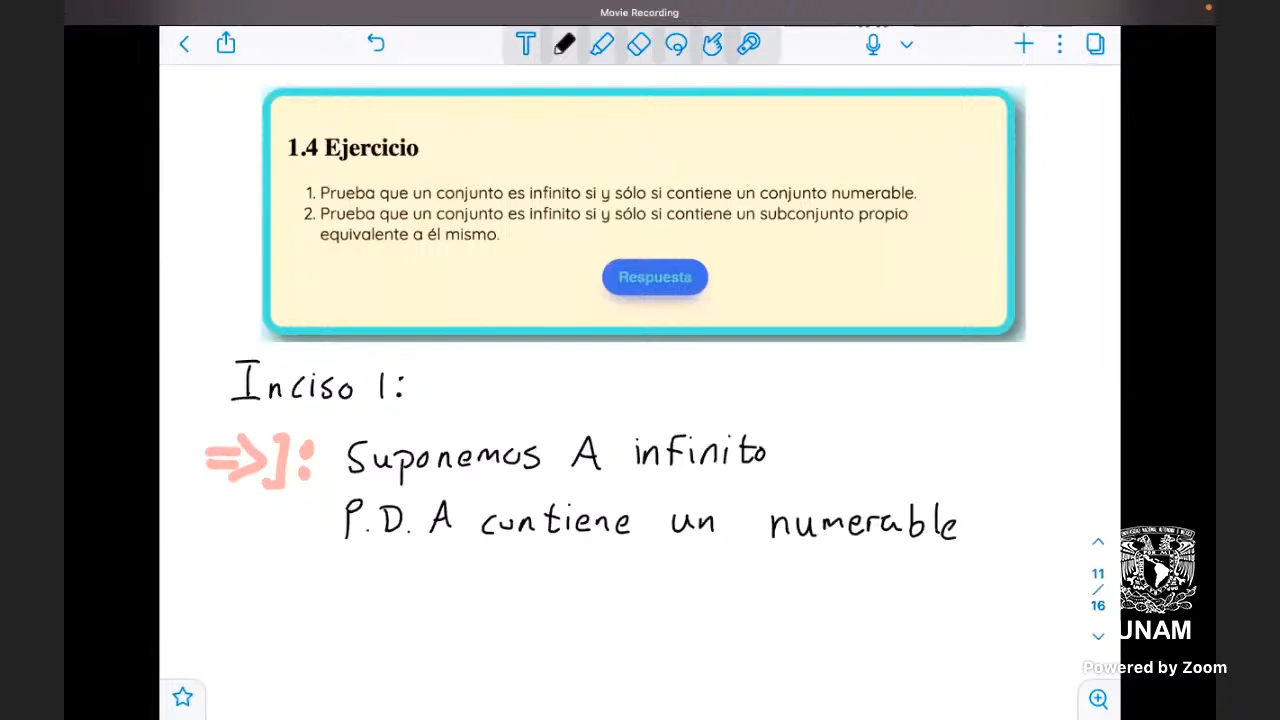 Movie Recording
1.4 Ejercicio
1. Prueba que un conjunto es infinito si y sólo si contiene un conjunto numerable.
2. Prueba que un conjunto es infinito si y sólo si contiene un subconjunto propio
equivalente a él mismo.
Respuesta
Inciso 1:
=>]: Suponemos A infinito
P.D. A contiene un numerable
11
/
16
UNAM
Powered by Zoom